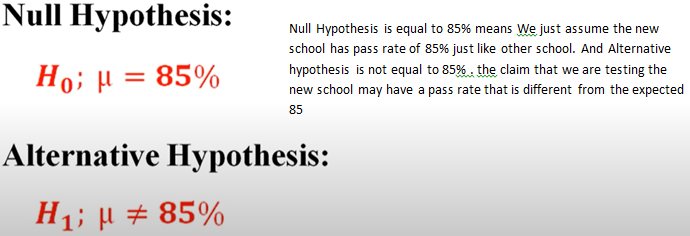 Null Hypothesis:
H₀; μ = 85%
Null Hypothesis is equal to 85% means We just assume the new
school has pass rate of 85% just like other school. And Alternative
hypothesis is not equal to 85% . the claim that we are testing the
new school may have a pass rate that is different from the expected
85
Alternative Hypothesis:
H₁; μ ≠ 85%